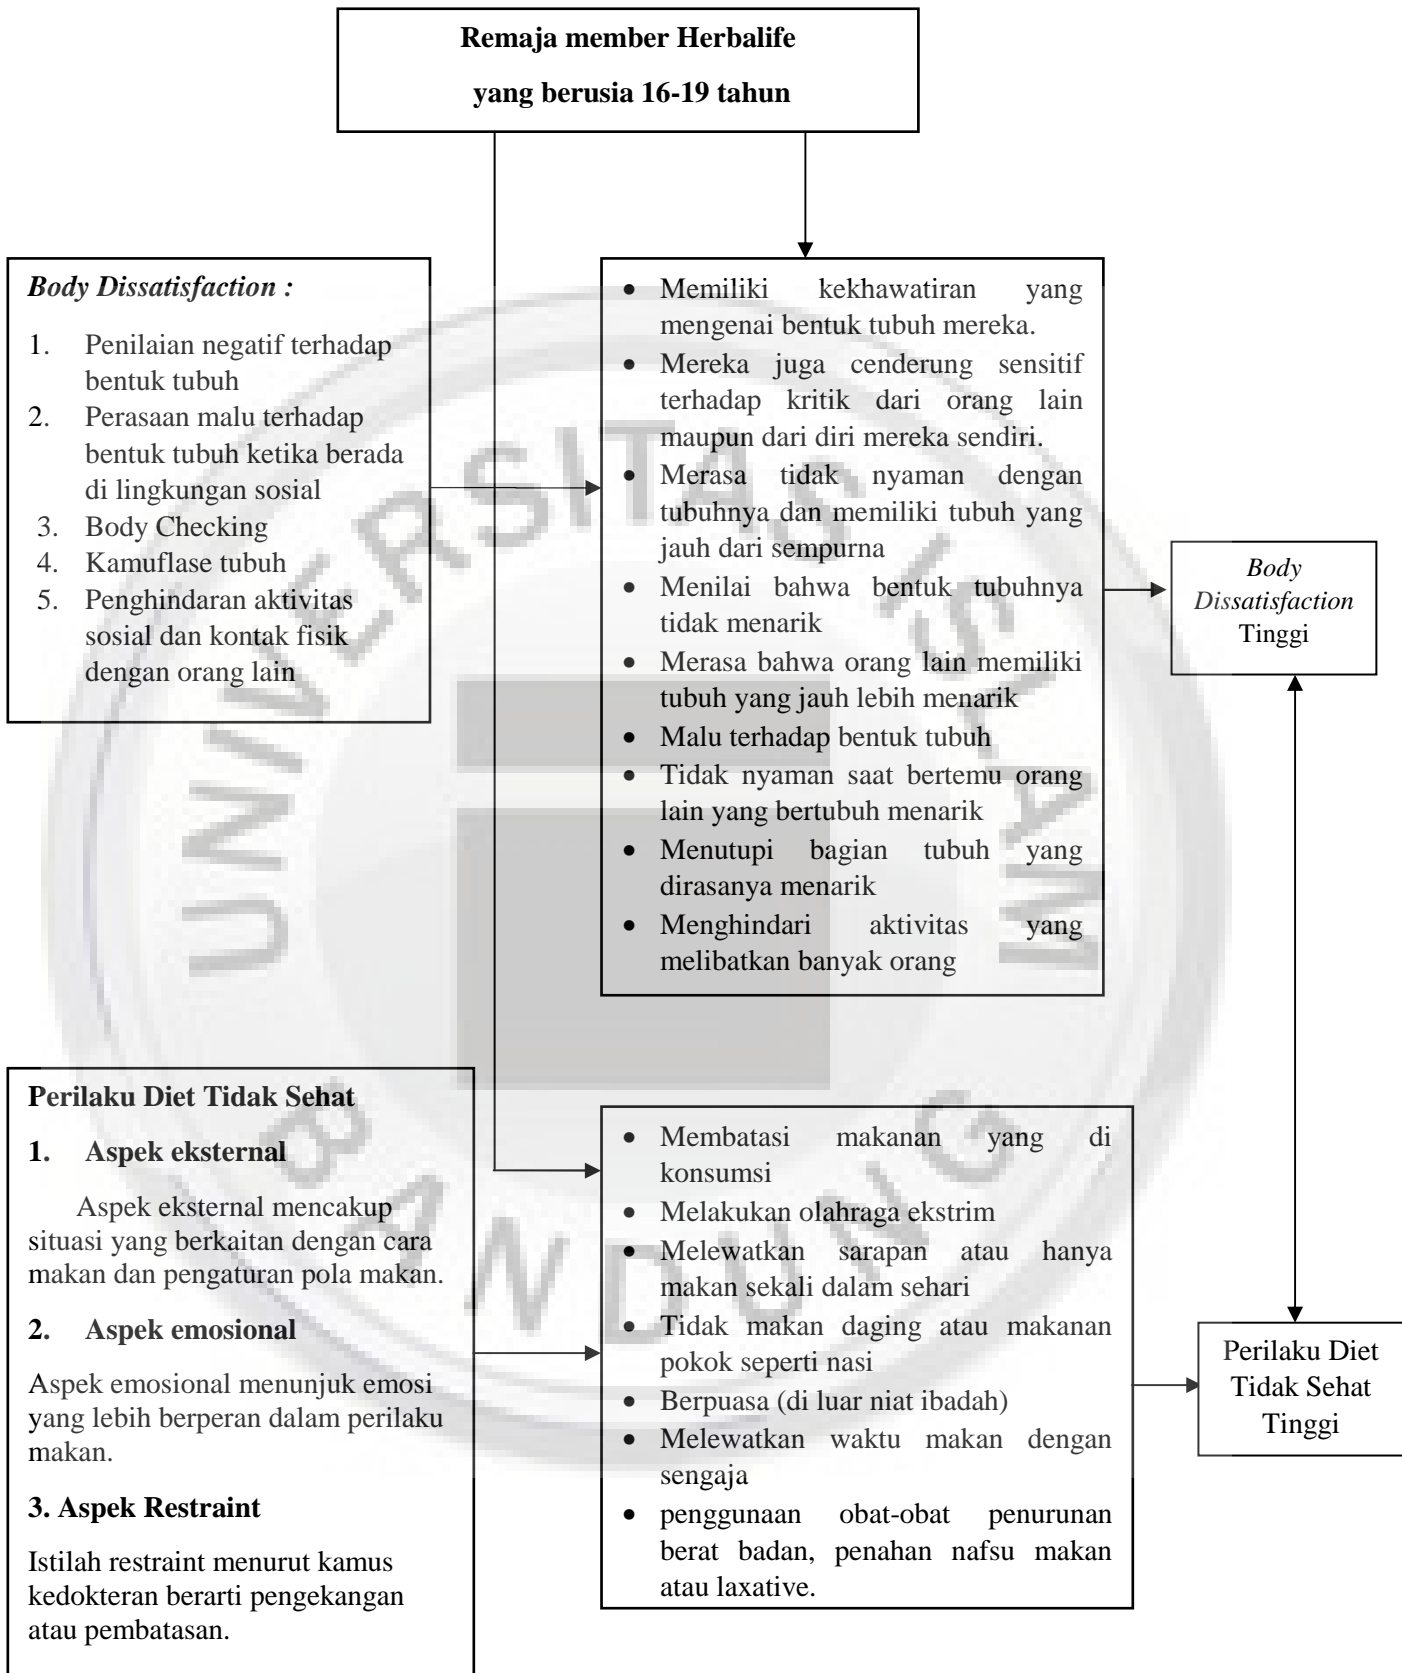 Remaja member Herbalife
yang berusia 16-19 tahun
Body Dissatisfaction :
1. Penilaian negatif terhadap
bentuk tubuh
2. Perasaan malu terhadap
bentuk tubuh ketika berada
di lingkungan sosial
3. Body Checking
4. Kamuflase tubuh
5. Penghindaran aktivitas
sosial dan kontak fisik
dengan orang lain
• Memiliki kekhawatiran yang
mengenai bentuk tubuh mereka.
• Mereka juga cenderung sensitif
terhadap kritik dari orang lain
maupun dari diri mereka sendiri.
• Merasa tidak nyaman dengan
tubuhnya dan memiliki tubuh yang
jauh dari sempurna
• Menilai bahwa bentuk tubuhnya
tidak menarik
• Merasa bahwa orang lain memiliki
tubuh yang jauh lebih menarik
• Malu terhadap bentuk tubuh
• Tidak nyaman saat bertemu orang
lain yang bertubuh menarik
• Menutupi bagian tubuh yang
dirasanya menarik
• Menghindari aktivitas yang
melibatkan banyak orang
Body
Dissatisfaction
Tinggi
Perilaku Diet Tidak Sehat
1. Aspek eksternal
Aspek eksternal mencakup
situasi yang berkaitan dengan cara
makan dan pengaturan pola makan.
2. Aspek emosional
Aspek emosional menunjuk emosi
yang lebih berperan dalam perilaku
makan.
3. Aspek Restraint
Istilah restraint menurut kamus
kedokteran berarti pengekangan
atau pembatasan.
• Membatasi makanan yang di
konsumsi
• Melakukan olahraga ekstrim
• Melewatkan sarapan atau hanya
makan sekali dalam sehari
• Tidak makan daging atau makanan
pokok seperti nasi
• Berpuasa (di luar niat ibadah)
• Melewatkan waktu makan dengan
sengaja
• penggunaan obat-obat penurunan
berat badan, penahan nafsu makan
atau laxative.
Perilaku Diet
Tidak Sehat
Tinggi
UNIVERSITAS ISLAM
BANDUNG